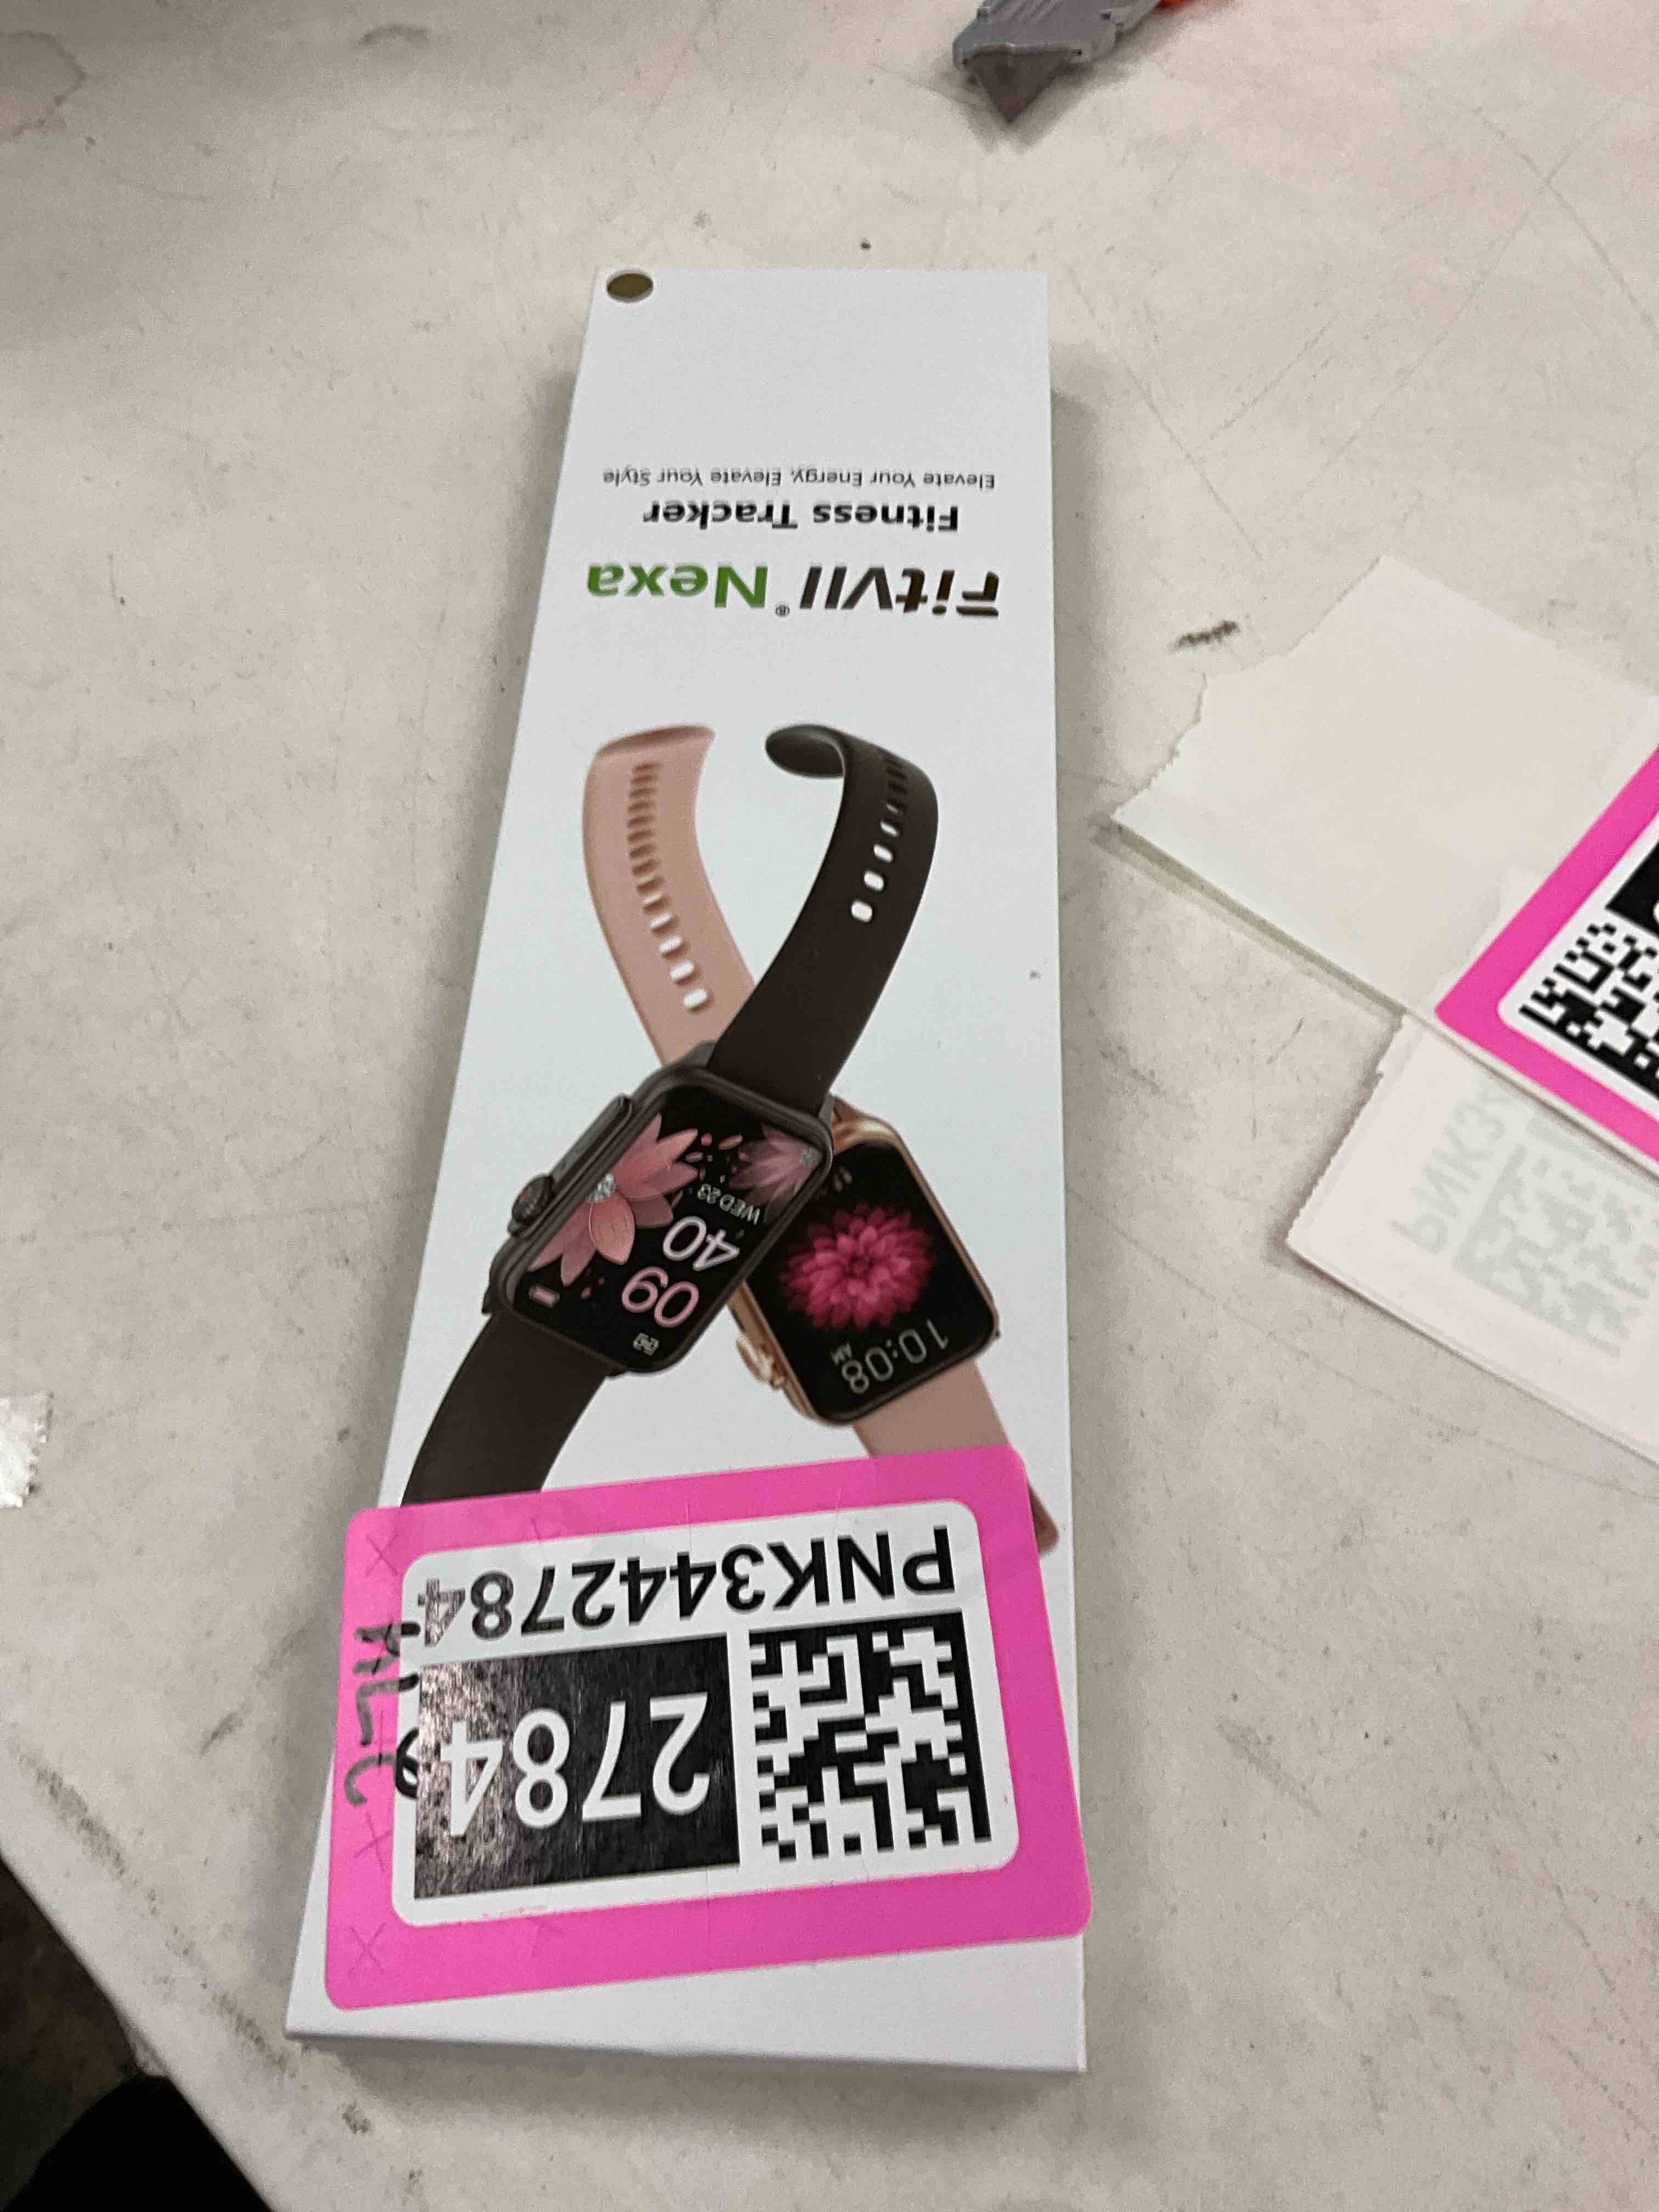 2784
PNK3442784
ALC
10:08
AM
09
40
WED 23
FitVII® Nexa
Fitness Tracker
Elevate Your Energy, Elevate Your Style